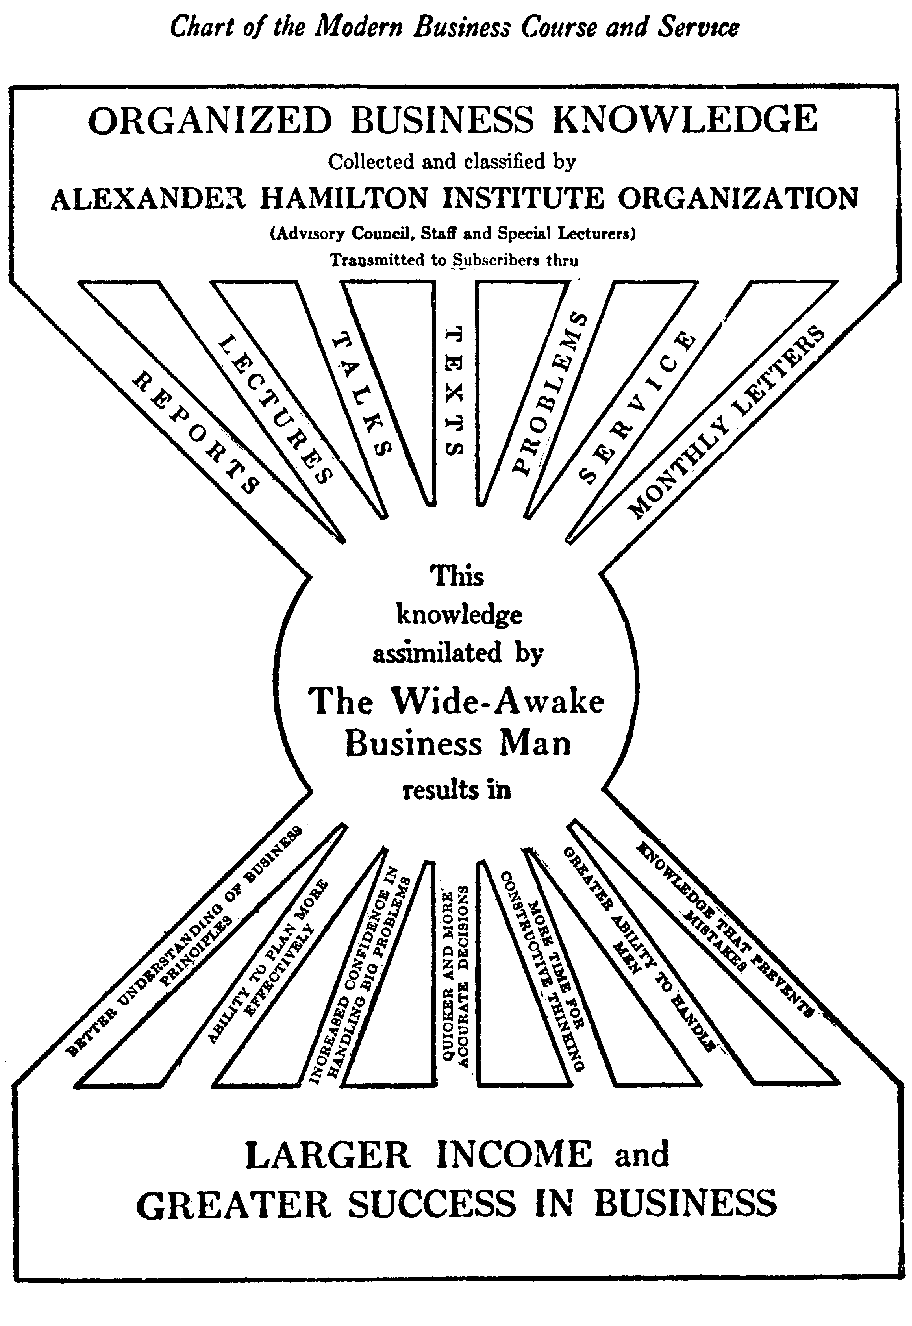 Chart of the Modern Business Course and Service
ORGANIZED BUSINESS KNOWLEDGE
Collected and classified by
ALEXANDER HAMILTON INSTITUTE ORGANIZATION
(Advisory Council, Staff and Special Lecturers)
Transmitted to Subscribers thru
REPORTS
LECTURES
TALKS
TEXTS
PROBLEMS
SERVICE
MONTHLY LETTERS
This
knowledge
assimilated by
The Wide-Awake
Business Man
results in
BETTER UNDERSTANDING OF BUSINESS
PRINCIPLES
ABILITY TO PLAN MORE
EFFECTIVELY
INCREASED CONFIDENCE IN
HANDLING BIG PROBLEMS
QUICKER AND MORE
ACCURATE DECISIONS
MORE TIME FOR
CONSTRUCTIVE THINKING
GREATER ABILITY TO HANDLE
MEN
KNOWLEDGE THAT PREVENTS
MISTAKES
LARGER INCOME and
GREATER SUCCESS IN BUSINESS